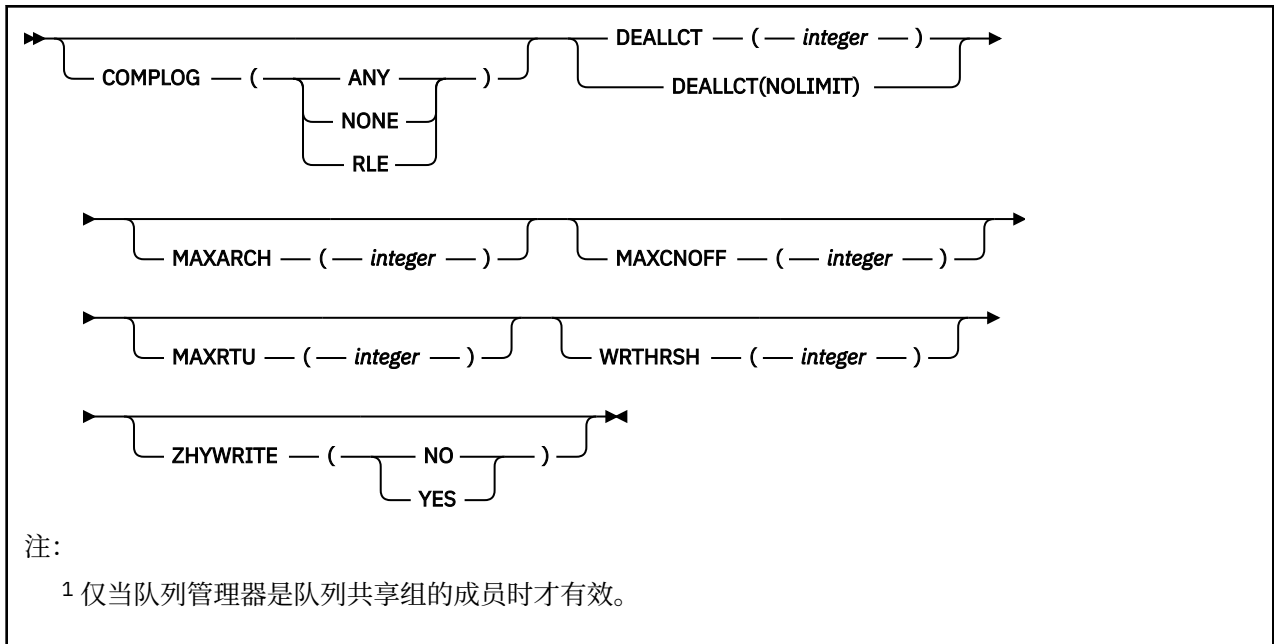 DEALLCT ( integer )
COMPLOG ( ANY ) DEALLCT(NOLIMIT)
NONE
RLE
MAXARCH ( integer ) MAXCNOFF ( integer )
MAXRTU ( integer ) WRTHRSH ( integer )
ZHYWRITE ( NO )
YES
注:
1 仅当队列管理器是队列共享组的成员时才有效。